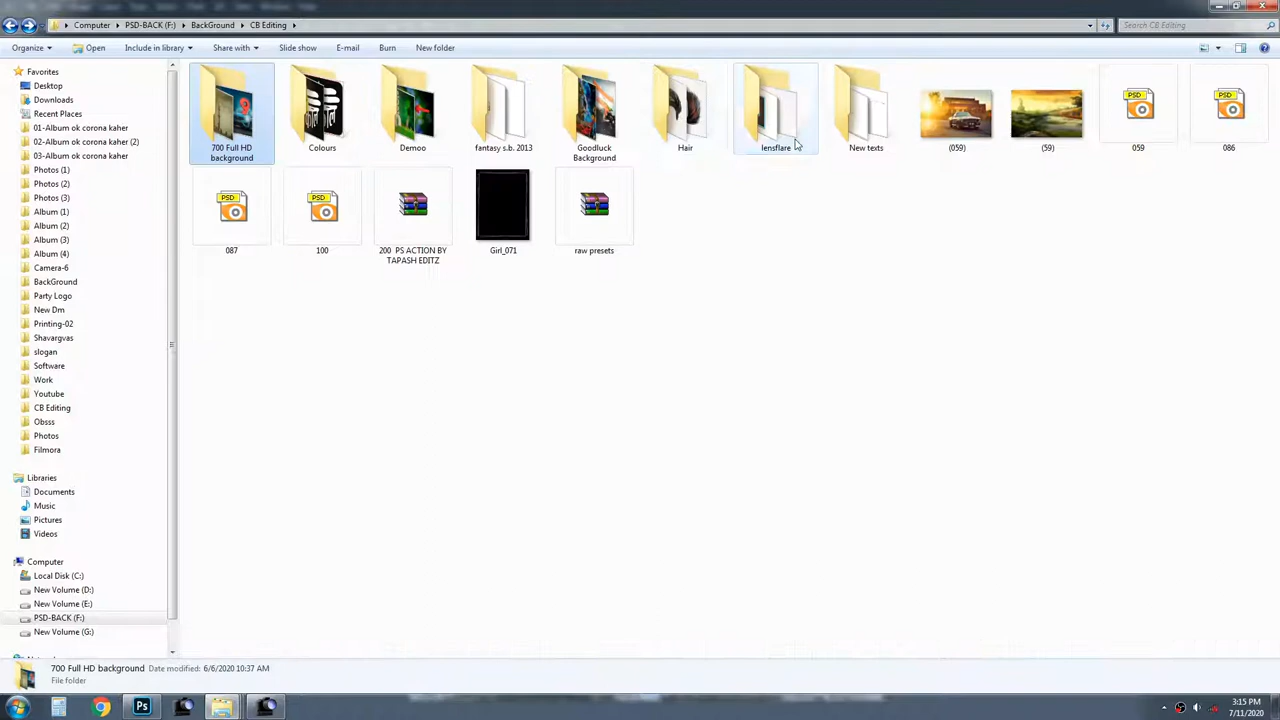 Computer ▸ PSD-BACK (F:) ▸ BackGround ▸ CB Editing ▸
Search CB Editing
Organize ▾ Open Include in library ▾ Share with ▾ Slide show E-mail Burn New folder
Favorites
Desktop
Downloads
Recent Places
01-Album ok corona kaher
02-Album ok corona kaher (2)
03-Album ok corona kaher
Photos (1)
Photos (2)
Photos (3)
Album (1)
Album (2)
Album (3)
Album (4)
Camera-6
BackGround
Party Logo
New Dm
Printing-02
Shavargvas
slogan
Software
Work
Youtube
CB Editing
Obsss
Photos
Filmora
Libraries
Documents
Music
Pictures
Videos
Computer
Local Disk (C:)
New Volume (D:)
New Volume (E:)
PSD-BACK (F:)
New Volume (G:)
700 Full HD background
Colours
Demoo
fantasy s.b. 2013
Goodluck Background
Hair
lensflare
New texts
(059)
(59)
PSD
059
PSD
086
PSD
087
PSD
100
200 PS ACTION BY TAPASH EDITZ
Girl_071
raw presets
700 Full HD background Date modified: 6/6/2020 10:37 AM
File folder
Ps
3:15 PM
7/11/2020